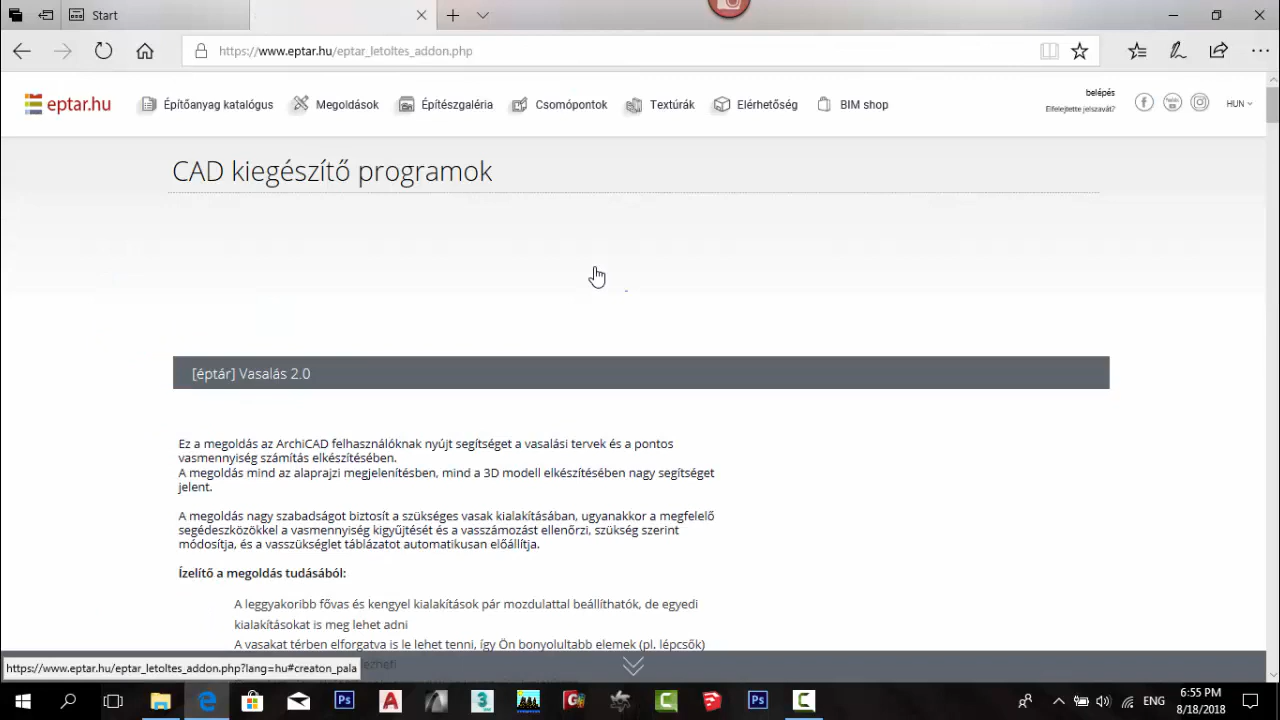 Start
https://www.eptar.hu/eptar_letoltes_addon.php
eptar.hu
Építőanyag katalógus
Megoldások
Építészgaléria
Csomópontok
Textúrák
Elérhetőség
BIM shop
belépés
Elfelejtette jelszavát?
You
HUN
CAD kiegészítő programok
[éptár] Vasalás 2.0
Ez a megoldás az ArchiCAD felhasználóknak nyújt segítséget a vasalási tervek és a pontos
vasmennyiség számítás elkészítésében.
A megoldás mind az alaprajzi megjelenítésben, mind a 3D modell elkészítésében nagy segítséget
jelent.
A megoldás nagy szabadságot biztosít a szükséges vasak kialakításában, ugyanakkor a megfelelő
segédeszközökkel a vasmennyiség kigyűjtését és a vasszámozást ellenőrzi, szükség szerint
módosítja, és a vasszükséglet táblázatot automatikusan előállítja.
Ízelítő a megoldás tudásából:
A leggyakoribb fővas és kengyel kialakítások pár mozdulattal beállíthatók, de egyedi
kialakításokat is meg lehet adni
A vasakat térben elforgatva is le lehet tenni, így Ön bonyolultabb elemek (pl. lépcsők)
https://www.eptar.hu/eptar_letoltes_addon.php?lang=hu#creaton_pala
Ps
A
3
C
Ps
C
ENG
6:55 PM
8/18/2018